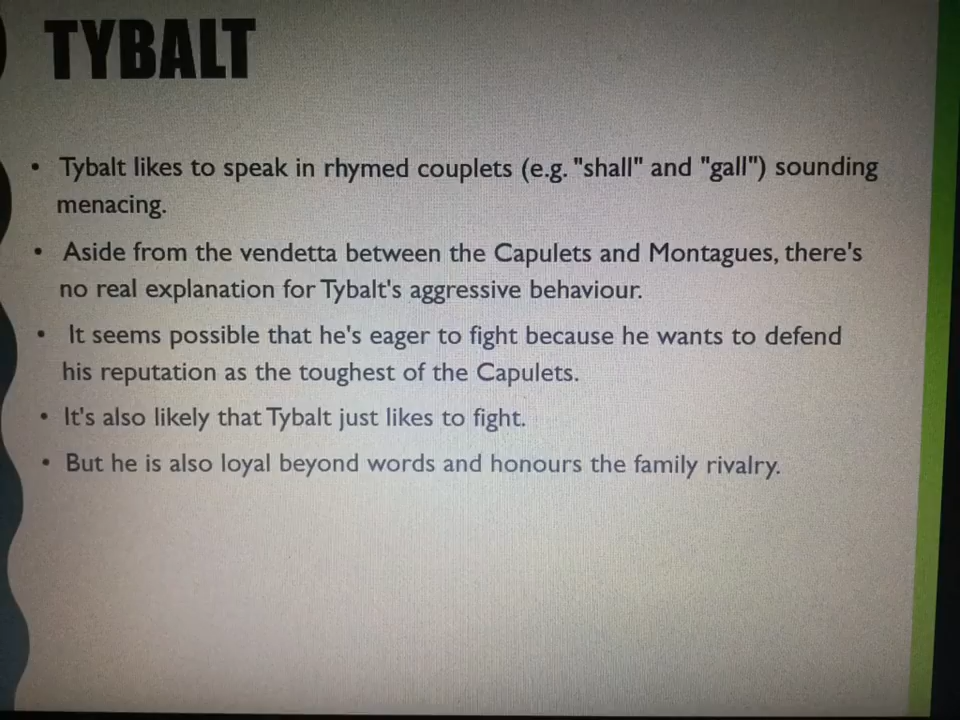 TYBALT
• Tybalt likes to speak in rhymed couplets (e.g. "shall" and "gall") sounding
menacing.
• Aside from the vendetta between the Capulets and Montagues, there's
no real explanation for Tybalt's aggressive behaviour.
• It seems possible that he's eager to fight because he wants to defend
his reputation as the toughest of the Capulets.
• It's also likely that Tybalt just likes to fight.
• But he is also loyal beyond words and honours the family rivalry.